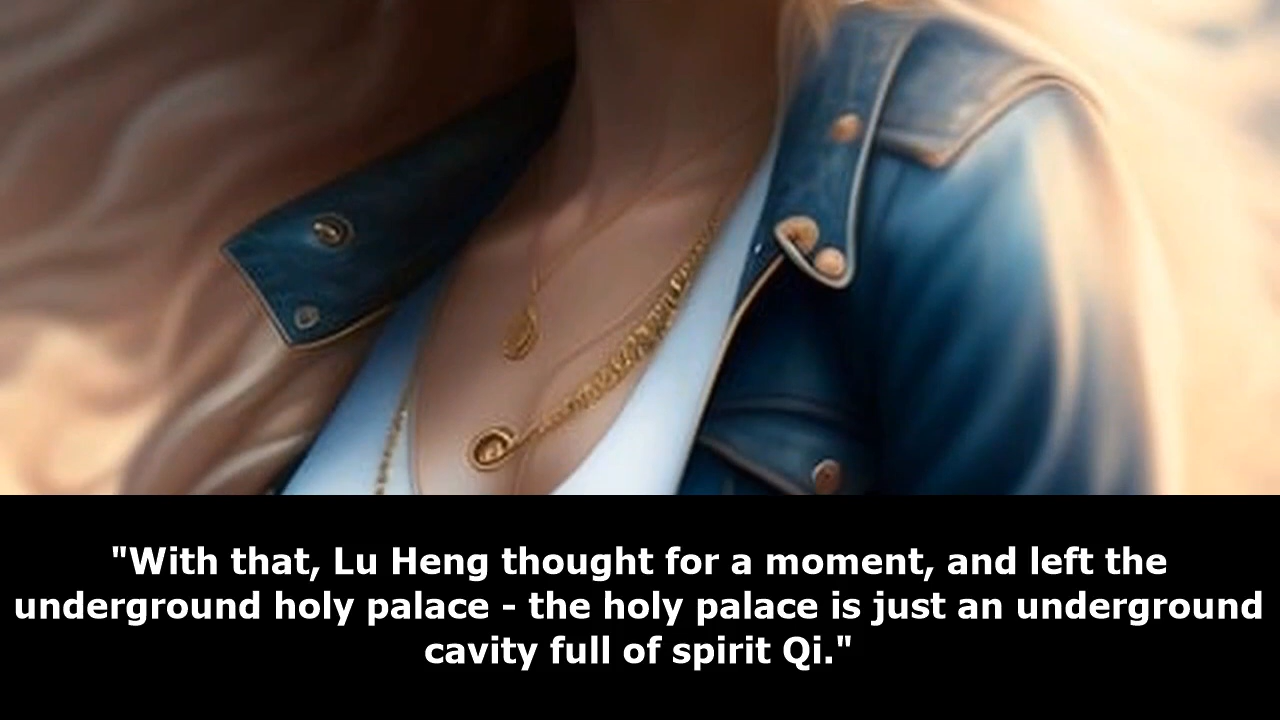 "With that, Lu Heng thought for a moment, and left the
underground holy palace - the holy palace is just an underground
cavity full of spirit Qi."